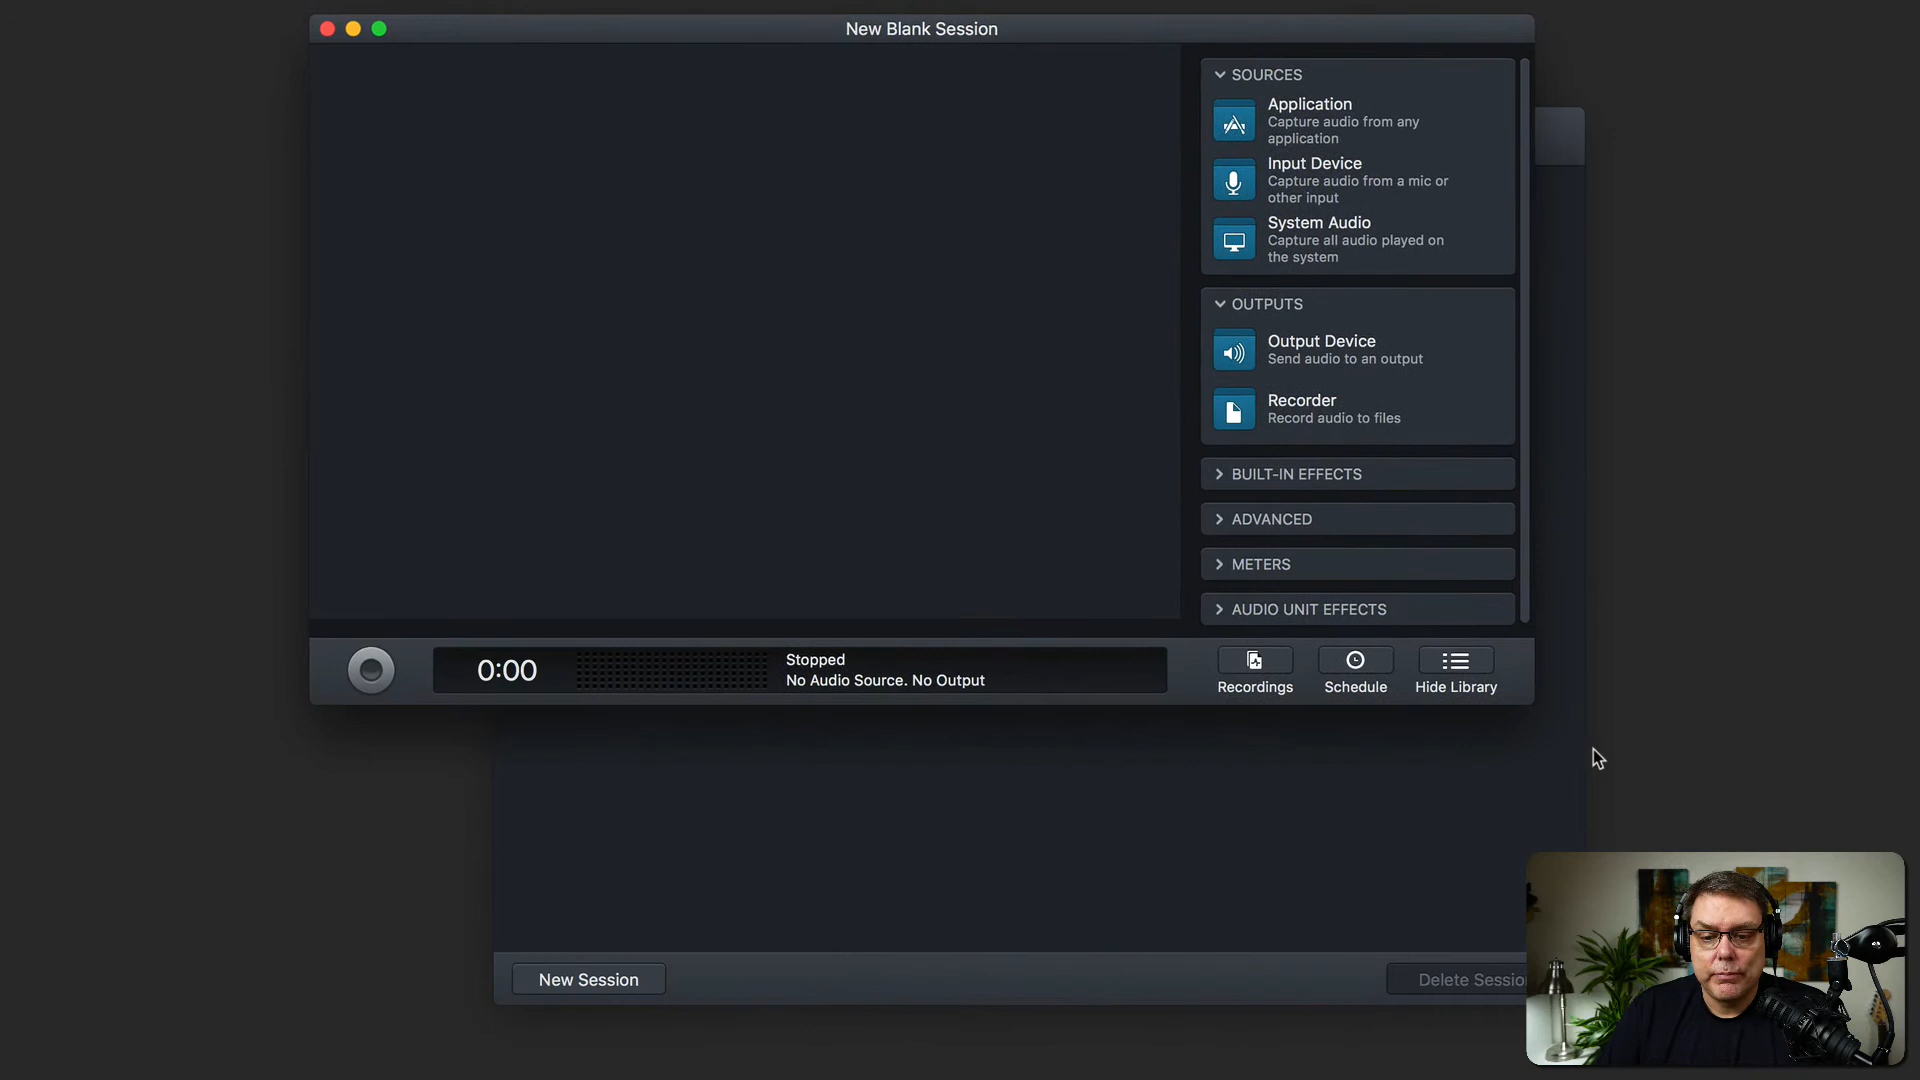 New Blank Session
SOURCES
Application
Capture audio from any
application
Input Device
Capture audio from a mic or
other input
System Audio
Capture all audio played on
the system
OUTPUTS
Output Device
Send audio to an output
Recorder
Record audio to files
BUILT-IN EFFECTS
ADVANCED
METERS
AUDIO UNIT EFFECTS
0:00
Stopped
No Audio Source. No Output
Recordings
Schedule
Hide Library
New Session
Delete Sessio